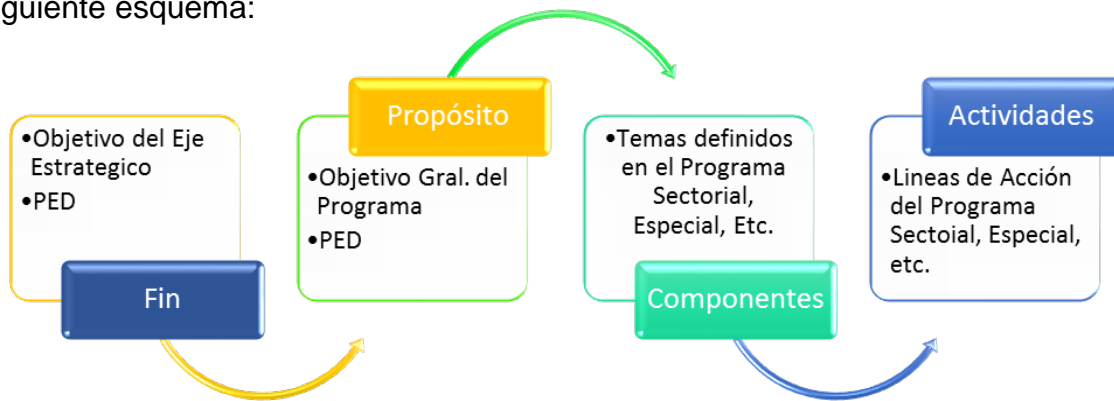 guiente esquema:
•Objetivo del Eje
Estrategico
•PED
Fin
Propósito
•Objetivo Gral. del
Programa
•PED
•Temas definidos
en el Programa
Sectorial,
Especial, Etc.
Componentes
Actividades
•Lineas de Acción
del Programa
Sectoial, Especial,
etc.